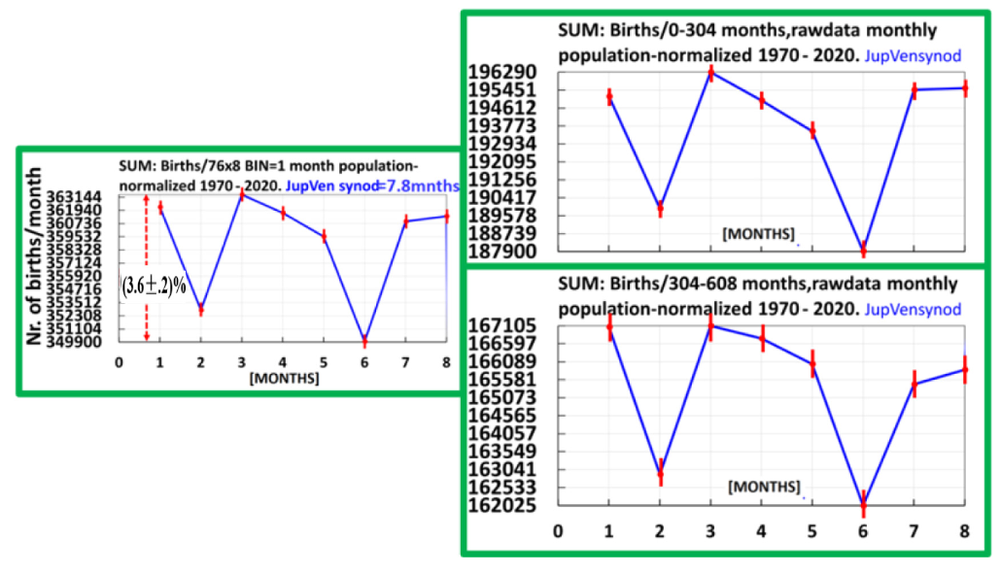 SUM: Births/76x8 BIN=1 month population-
normalized 1970 - 2020. JupVen synod=7.8mnths
Nr. of births/month
363144
361940
360736
359532
358328
357124
355920
354716
353512
352308
351104
349900
(3.6±.2)%
0 1 2 3 4 5 6 7 8
[MONTHS]
SUM: Births/0-304 months,rawdata monthly
population-normalized 1970 - 2020. JupVensynod
196290
195451
194612
193773
192934
192095
191256
190417
189578
188739
187900
[MONTHS]
SUM: Births/304-608 months,rawdata monthly
population-normalized 1970 - 2020. JupVensynod
167105
166597
166089
165581
165073
164565
164057
163549
163041
162533
162025
[MONTHS]
0 1 2 3 4 5 6 7 8